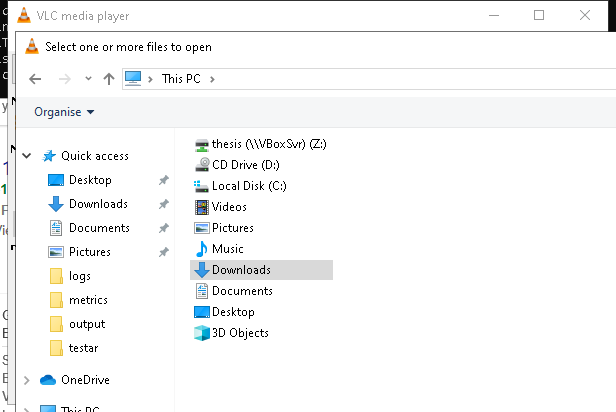 VLC media player
Select one or more files to open
This PC
Organise
Quick access
Desktop
Downloads
Documents
Pictures
logs
metrics
output
testar
OneDrive
This PC
thesis (\\VBoxSvr) (Z:)
CD Drive (D:)
Local Disk (C:)
Videos
Pictures
Music
Downloads
Documents
Desktop
3D Objects